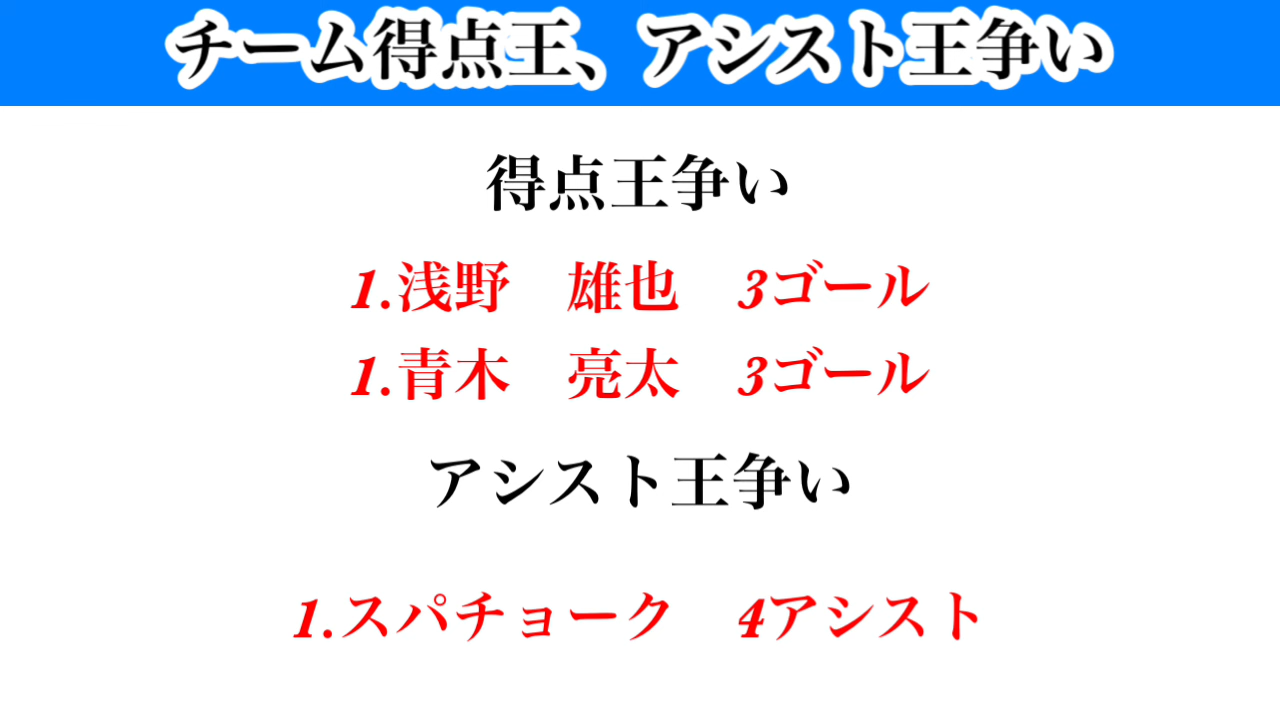 チーム得点王、アシスト王争い
得点王争い
1.浅野　雄也　3ゴール
1.青木　亮太　3ゴール
アシスト王争い
1.スパチョーク　4アシスト